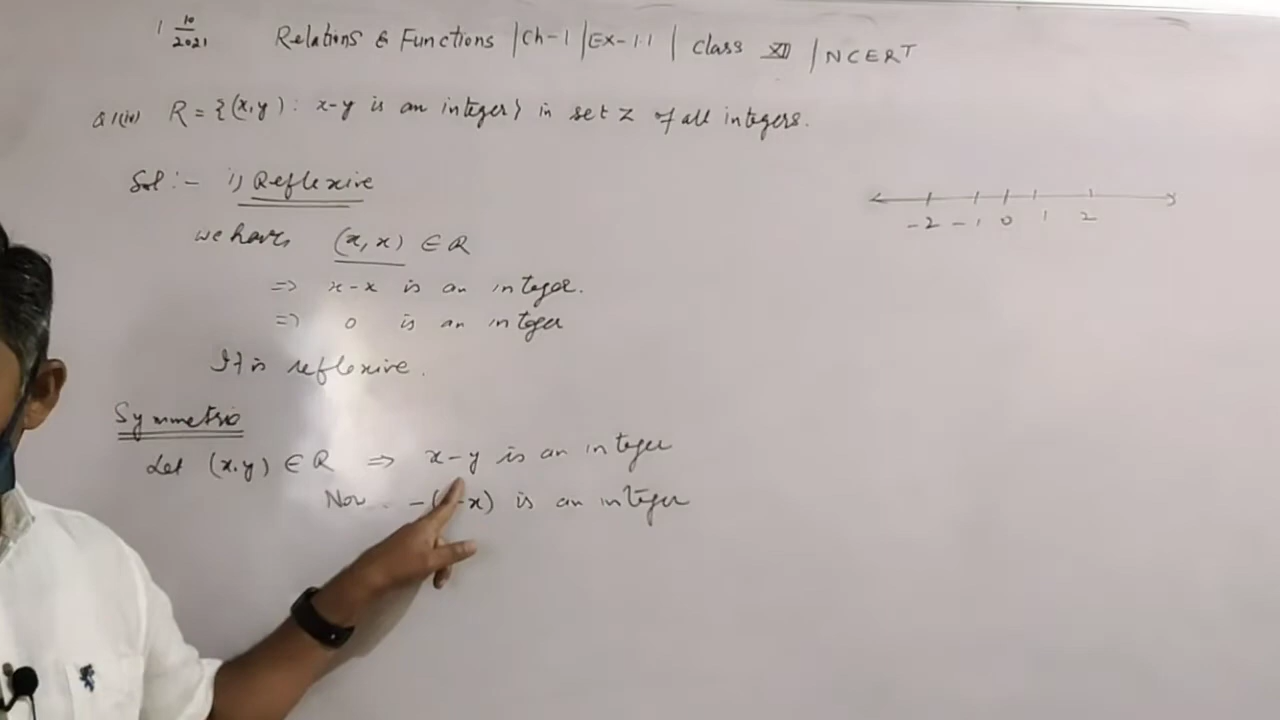 1 10/2021 Relations & Functions | Ch-1 | Ex-1.1 | Class XII | NCERT
Q1(iv) R = {(x,y) : x-y is an integer} in set Z of all integers.
Sol :- i) Reflexive
we have (x, x) ∈ R
=> x-x is an integer.
=> 0 is an integer
It is reflexive.
-2 -1 0 1 2
Symmetric
Let (x,y) ∈ R => x-y is an integer
Now -( -x) is an integer